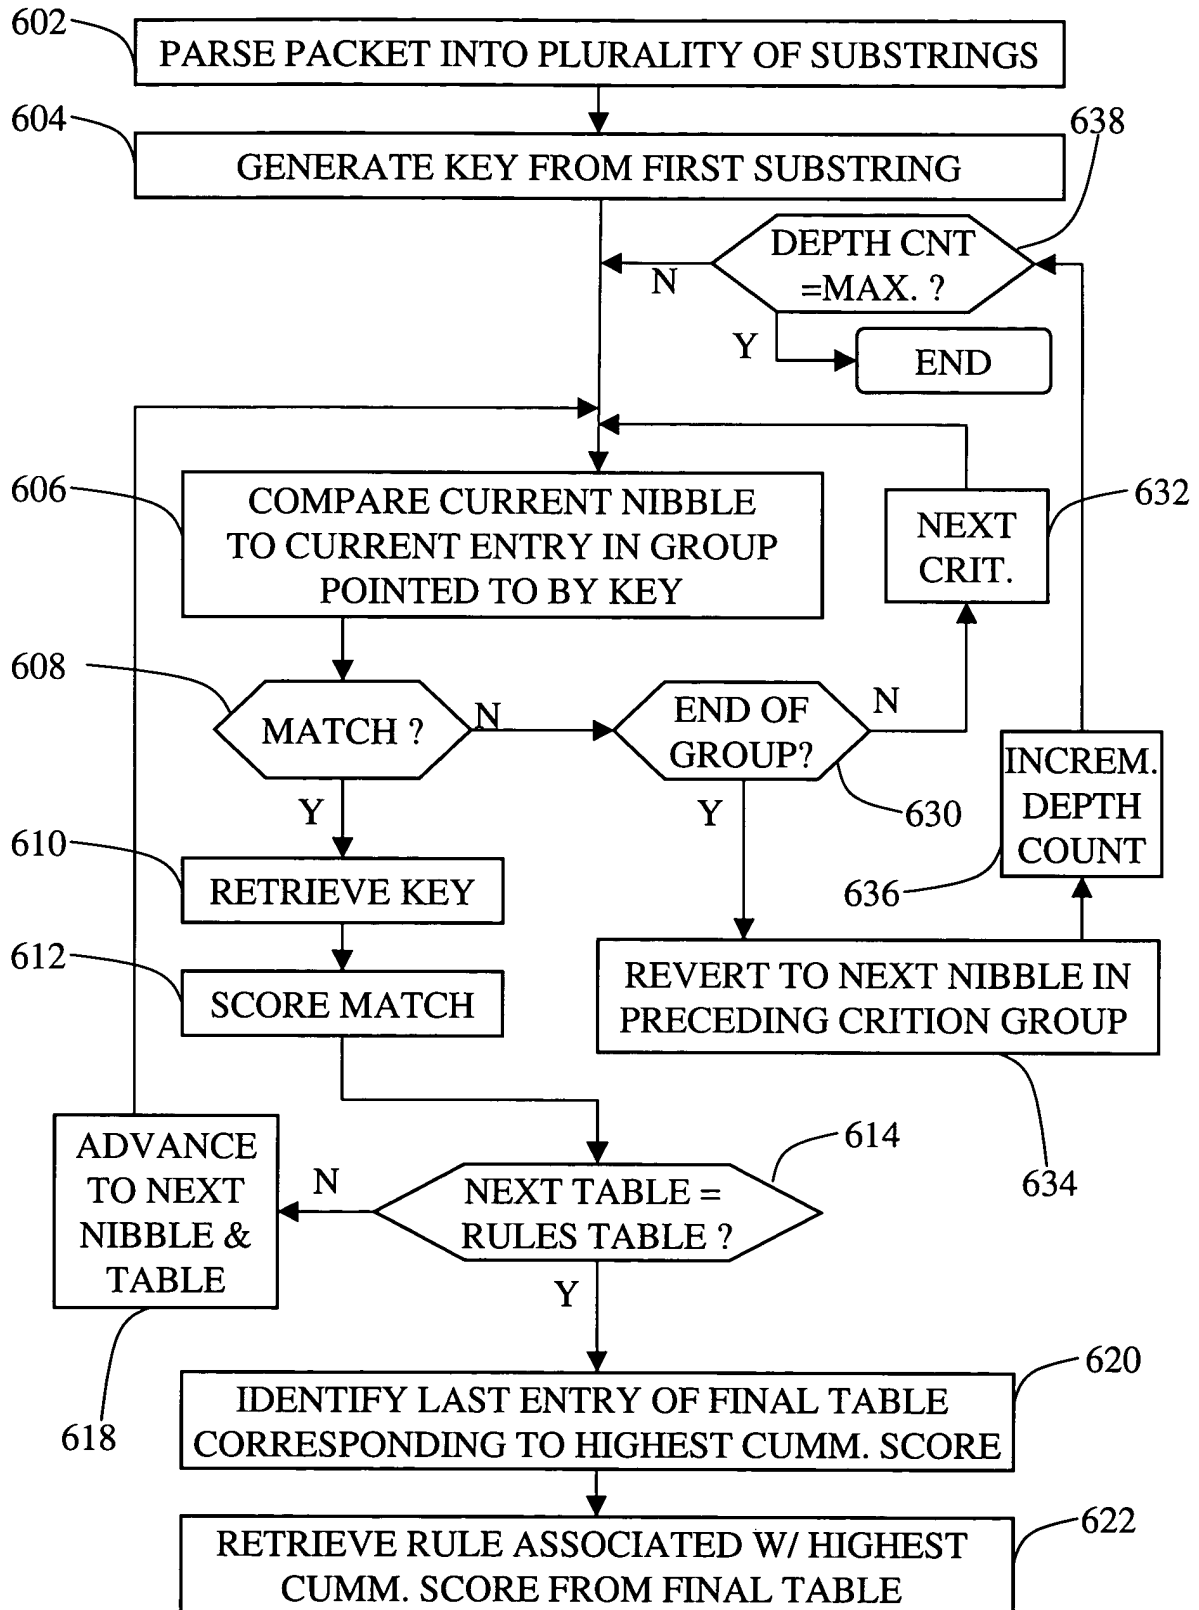 602
PARSE PACKET INTO PLURALITY OF SUBSTRINGS
604
GENERATE KEY FROM FIRST SUBSTRING
638
DEPTH CNT
=MAX. ?
N
Y
END
606
COMPARE CURRENT NIBBLE
TO CURRENT ENTRY IN GROUP
POINTED TO BY KEY
632
NEXT
CRIT.
608
MATCH ?
N
END OF
GROUP?
N
630
Y
Y
INCREM.
DEPTH
COUNT
636
610
RETRIEVE KEY
612
SCORE MATCH
REVERT TO NEXT NIBBLE IN
PRECEDING CRITION GROUP
634
614
NEXT TABLE =
RULES TABLE ?
N
Y
ADVANCE
TO NEXT
NIBBLE &
TABLE
618
620
IDENTIFY LAST ENTRY OF FINAL TABLE
CORRESPONDING TO HIGHEST CUMM. SCORE
622
RETRIEVE RULE ASSOCIATED W/ HIGHEST
CUMM. SCORE FROM FINAL TABLE